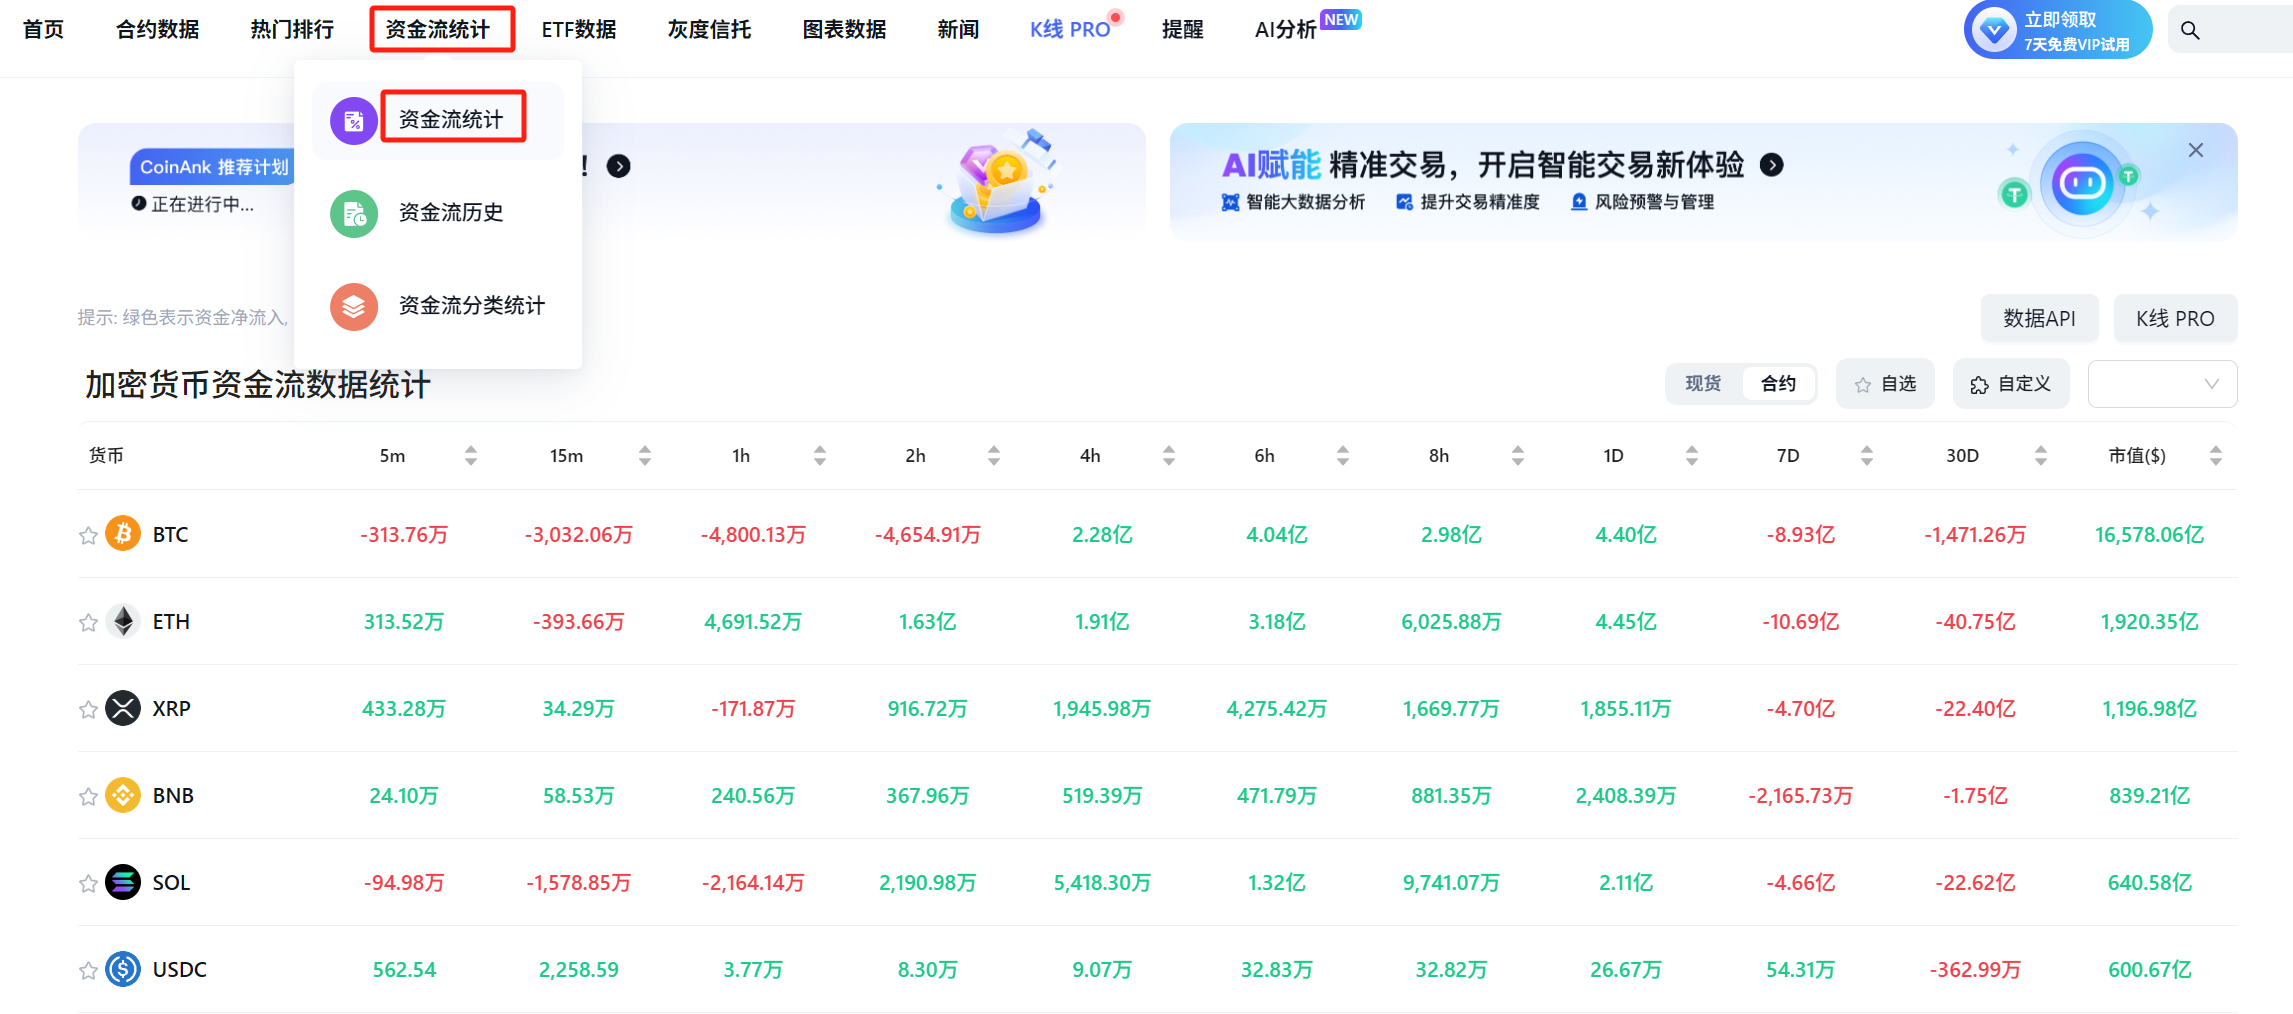 首页 合约数据 热门排行 资金流统计 ETF数据 灰度信托 图表数据 新闻 K线 PRO 提醒 AI分析 NEW
立即领取
7天免费VIP试用
资金流统计
资金流历史
资金流分类统计
CoinAnk 推荐计划
!
正在进行中...
AI赋能 精准交易，开启智能交易新体验
智能大数据分析 提升交易精准度 风险预警与管理
提示: 绿色表示资金净流入,
数据API K线 PRO
加密货币资金流数据统计
现货 合约 自选 自定义
货币 5m 15m 1h 2h 4h 6h 8h 1D 7D 30D 市值($)
BTC -313.76万 -3,032.06万 -4,800.13万 -4,654.91万 2.28亿 4.04亿 2.98亿 4.40亿 -8.93亿 -1,471.26万 16,578.06亿
ETH 313.52万 -393.66万 4,691.52万 1.63亿 1.91亿 3.18亿 6,025.88万 4.45亿 -10.69亿 -40.75亿 1,920.35亿
XRP 433.28万 34.29万 -171.87万 916.72万 1,945.98万 4,275.42万 1,669.77万 1,855.11万 -4.70亿 -22.40亿 1,196.98亿
BNB 24.10万 58.53万 240.56万 367.96万 519.39万 471.79万 881.35万 2,408.39万 -2,165.73万 -1.75亿 839.21亿
SOL -94.98万 -1,578.85万 -2,164.14万 2,190.98万 5,418.30万 1.32亿 9,741.07万 2.11亿 -4.66亿 -22.62亿 640.58亿
USDC 562.54 2,258.59 3.77万 8.30万 9.07万 32.83万 32.82万 26.67万 54.31万 -362.99万 600.67亿